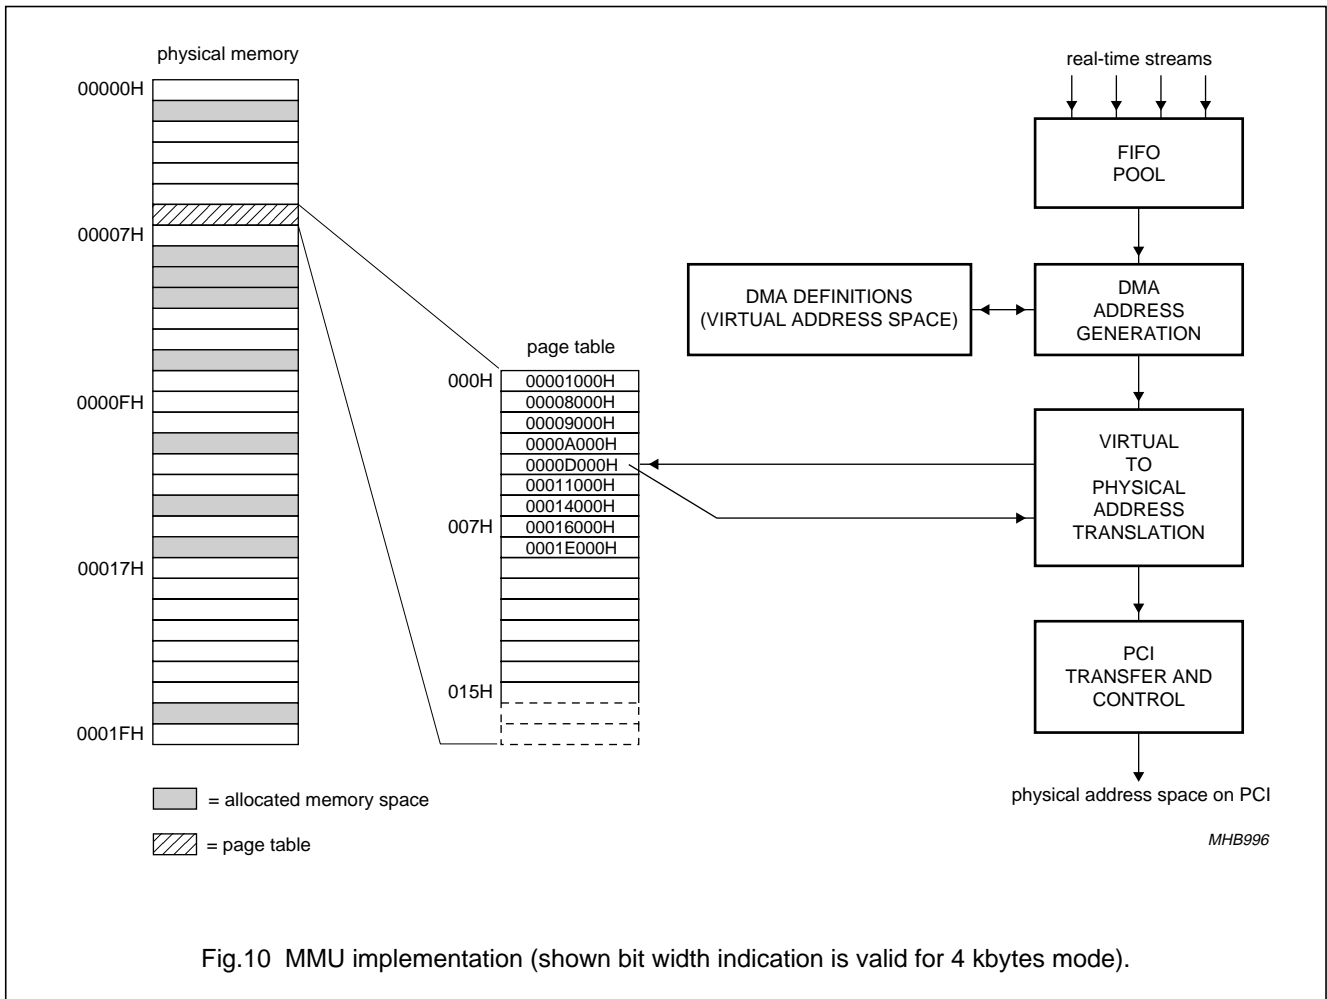 physical memory
00000H
00007H
0000FH
00017H
0001FH
= allocated memory space
= page table
page table
000H
00001000H
00008000H
00009000H
0000A000H
0000D000H
00011000H
00014000H
007H
00016000H
0001E000H
015H
real-time streams
FIFO
POOL
DMA DEFINITIONS
(VIRTUAL ADDRESS SPACE)
DMA
ADDRESS
GENERATION
VIRTUAL
TO
PHYSICAL
ADDRESS
TRANSLATION
PCI
TRANSFER AND
CONTROL
physical address space on PCI
MHB996
Fig.10 MMU implementation (shown bit width indication is valid for 4 kbytes mode).